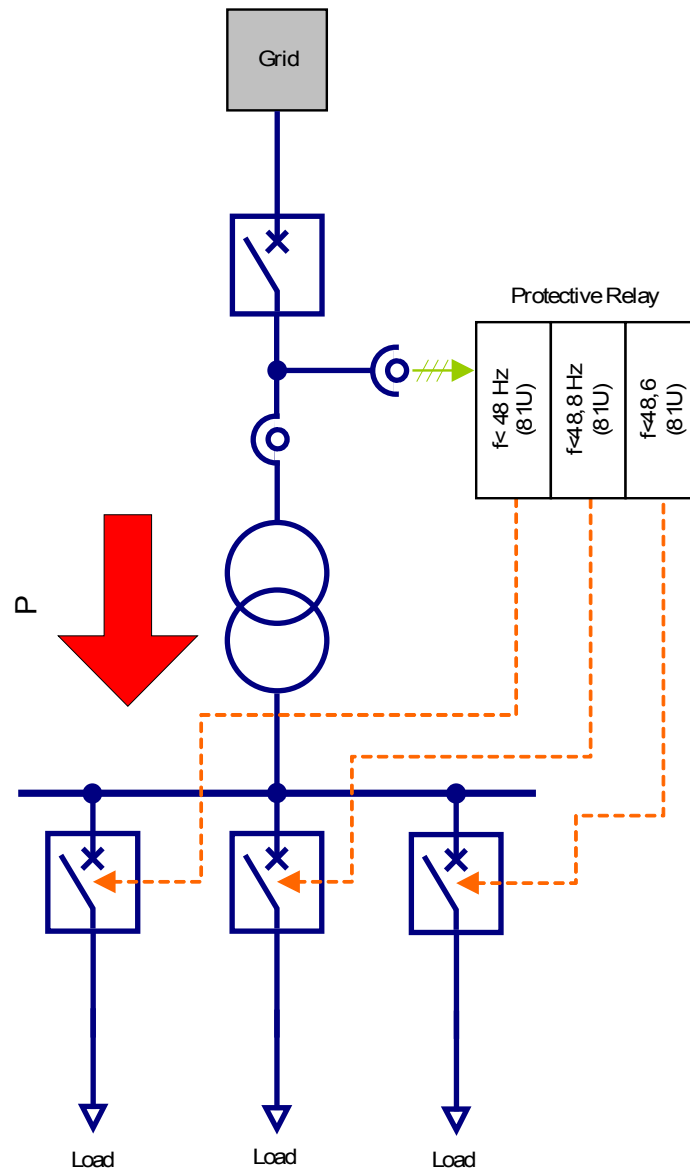 Grid
Protective Relay
f< 48 Hz
(81U)
f<48,8 Hz
(81U)
f<48,6
(81U)
P
Load
Load
Load